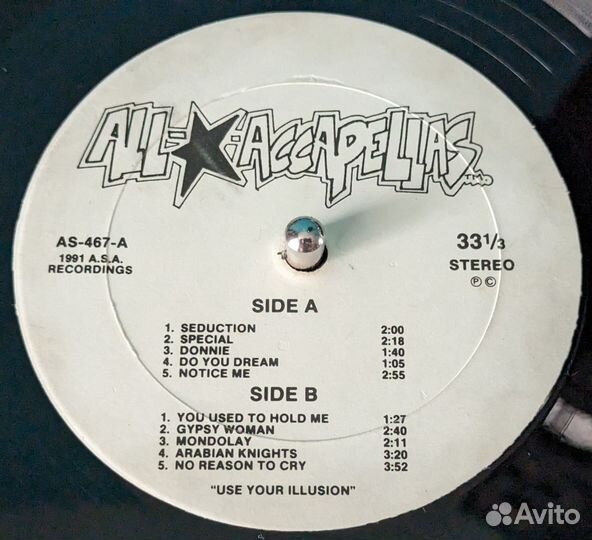 ALL★ACCAPELLAS TM
AS-467-A
1991 A.S.A.
RECORDINGS
33 1/3
STEREO
Ⓟ ©
SIDE A
1. SEDUCTION 2:00
2. SPECIAL 2:18
3. DONNIE 1:40
4. DO YOU DREAM 1:05
5. NOTICE ME 2:55
SIDE B
1. YOU USED TO HOLD ME 1:27
2. GYPSY WOMAN 2:40
3. MONDOLAY 2:11
4. ARABIAN KNIGHTS 3:20
5. NO REASON TO CRY 3:52
"USE YOUR ILLUSION"
Avito